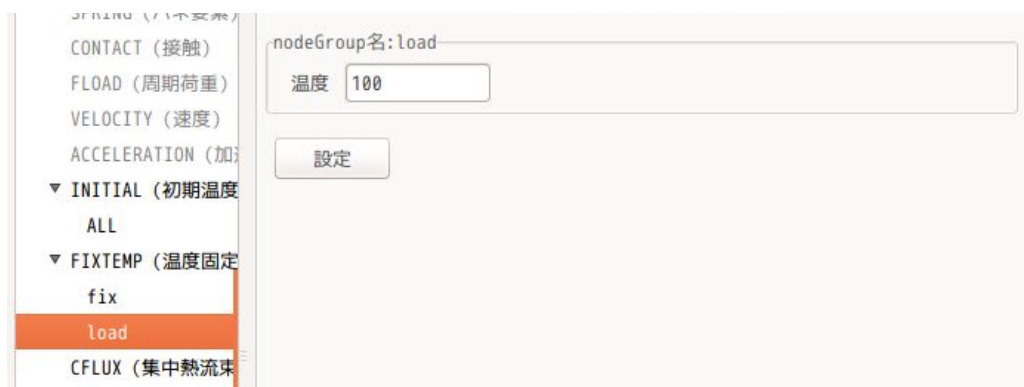 CONTACT (接触)
FLOAD (周期荷重)
VELOCITY (速度)
ACCELERATION (加
▼ INITIAL (初期温度
ALL
▼ FIXTEMP (温度固定
fix
load
CFLUX (集中熱流束
nodeGroup名:load
温度 100
設定